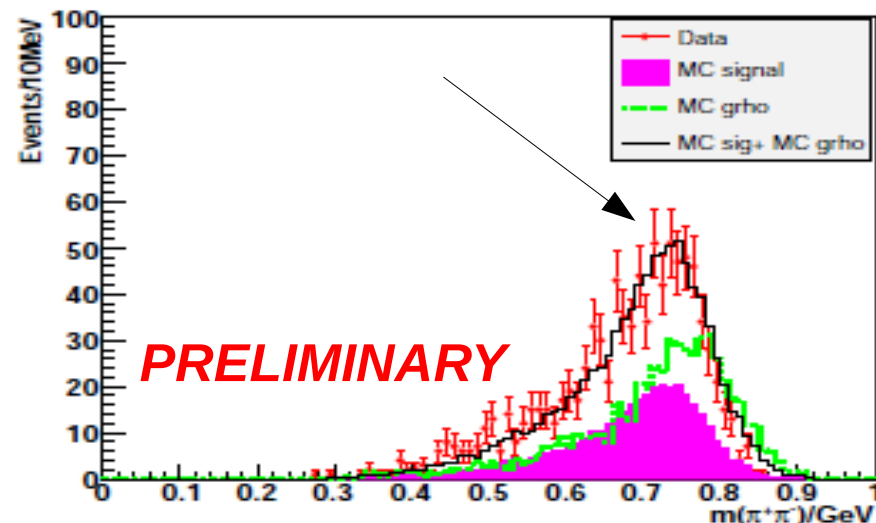 Events/10MeV
100
90
80
70
60
50
40
30
20
10
0
Data
MC signal
MC grho
MC sig+ MC grho
PRELIMINARY
0 0.1 0.2 0.3 0.4 0.5 0.6 0.7 0.8 0.9 1
m(π⁺π⁻)/GeV